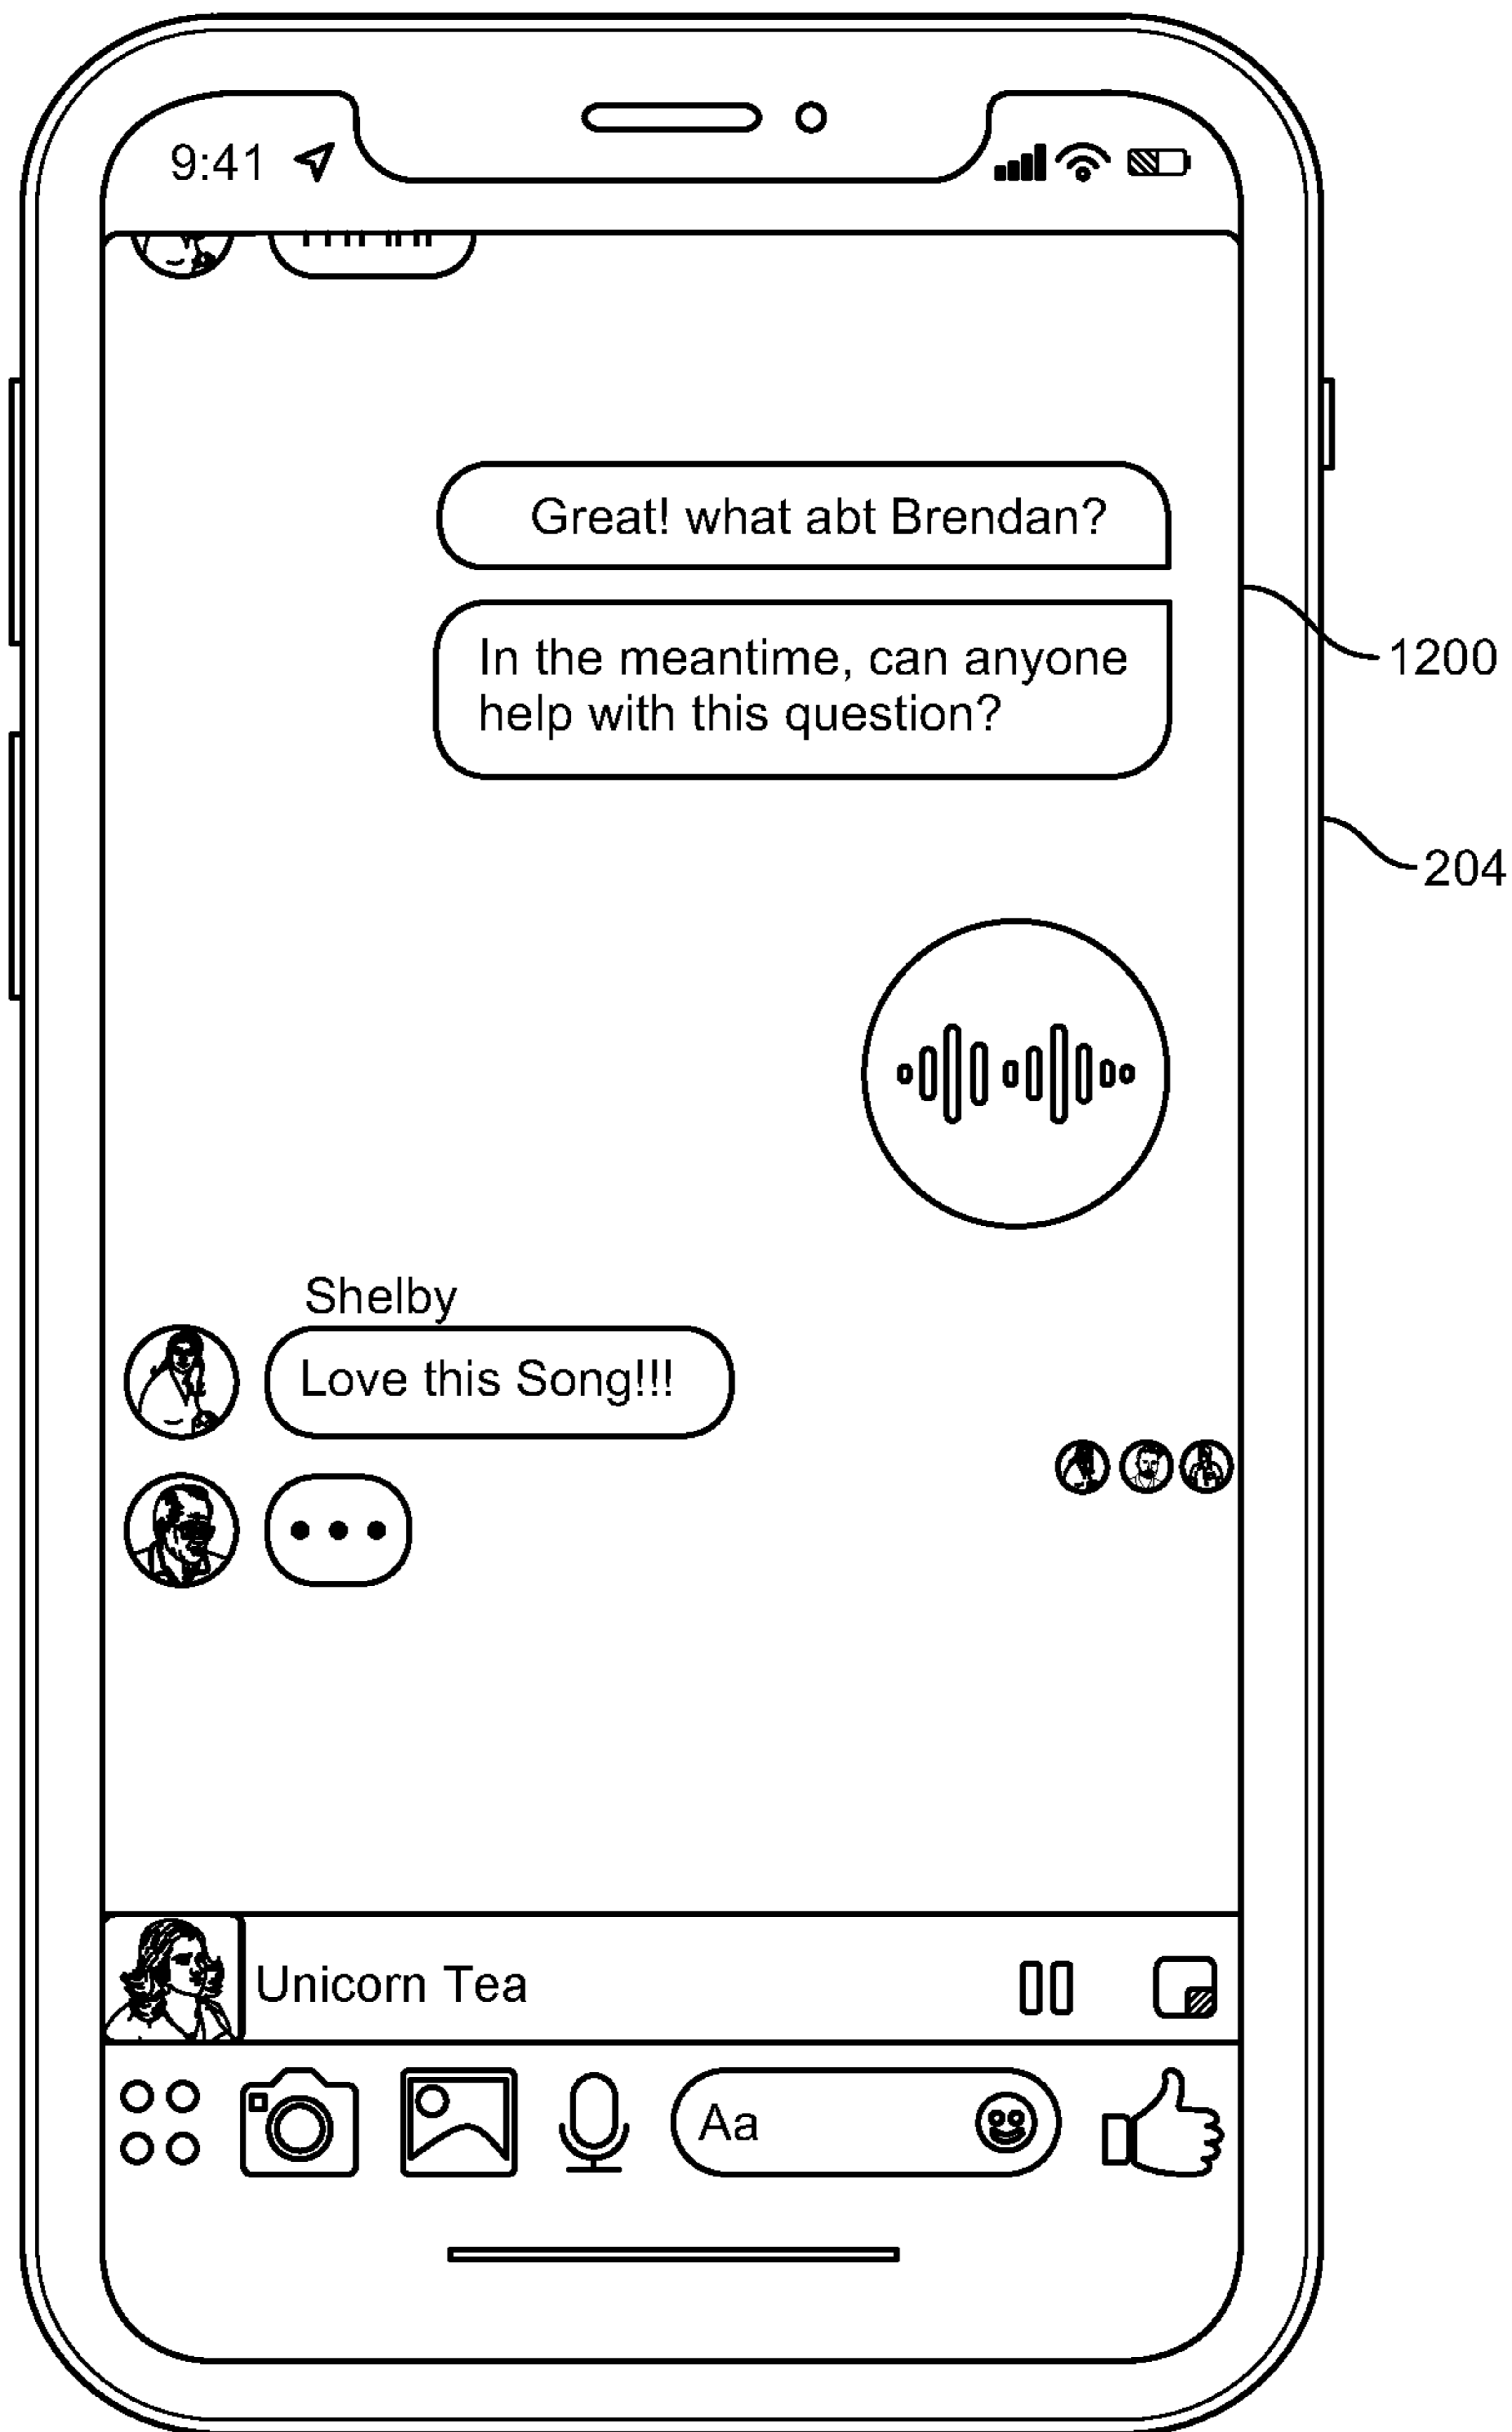 9:41
Great! what abt Brendan?
In the meantime, can anyone
help with this question?
1200
204
Shelby
Love this Song!!!
Unicorn Tea
Aa